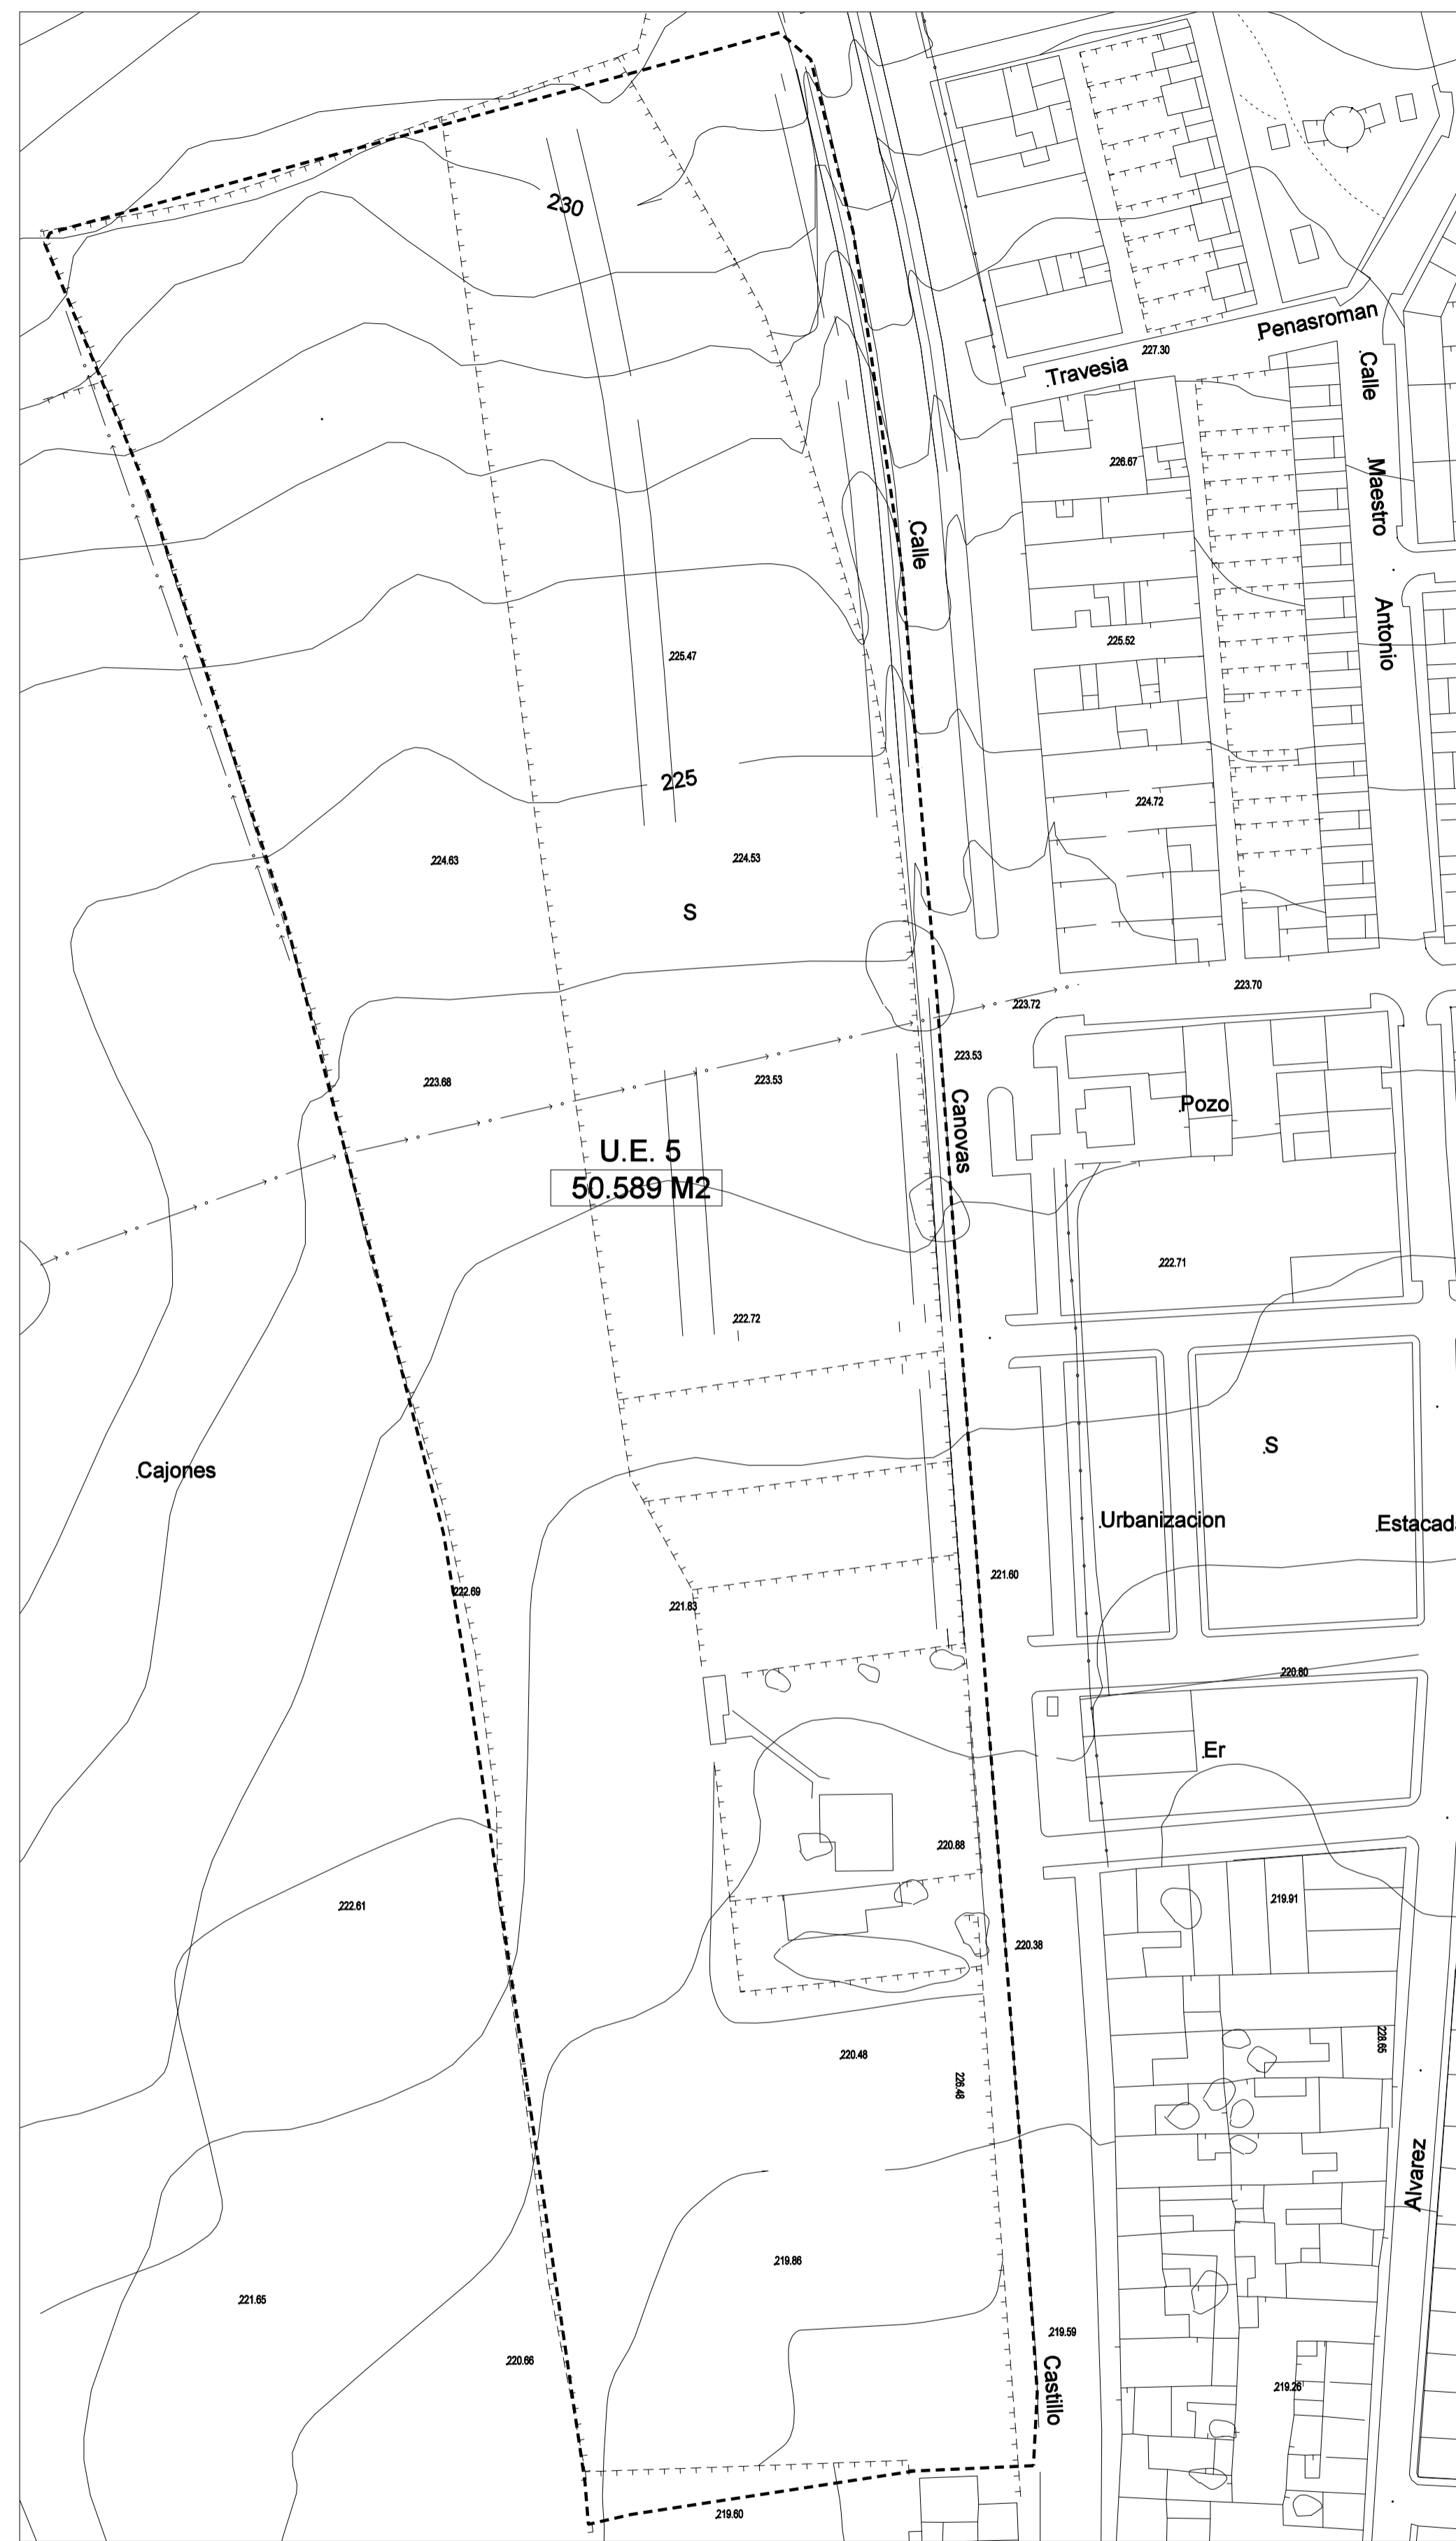 230
.Penasroman
.227.30
.Travesia
.Calle
.226.67
Maestro
.Calle
Antonio
.225.52
.225.47
225
.224.72
.224.63
.224.53
S
.223.70
.223.72
.223.53
.223.68
.223.53
.Pozo
Canovas
U.E. 5
50.589 M2
.222.71
.222.72
.S
.Cajones
.Urbanizacion
.Estacad
.221.60
.222.69
.221.83
.220.80
.Er
.220.88
.219.91
.222.61
.220.38
.228.65
.220.48
.226.48
Alvarez
.219.86
.221.65
.219.59
.220.66
Castillo
.219.26
.219.60